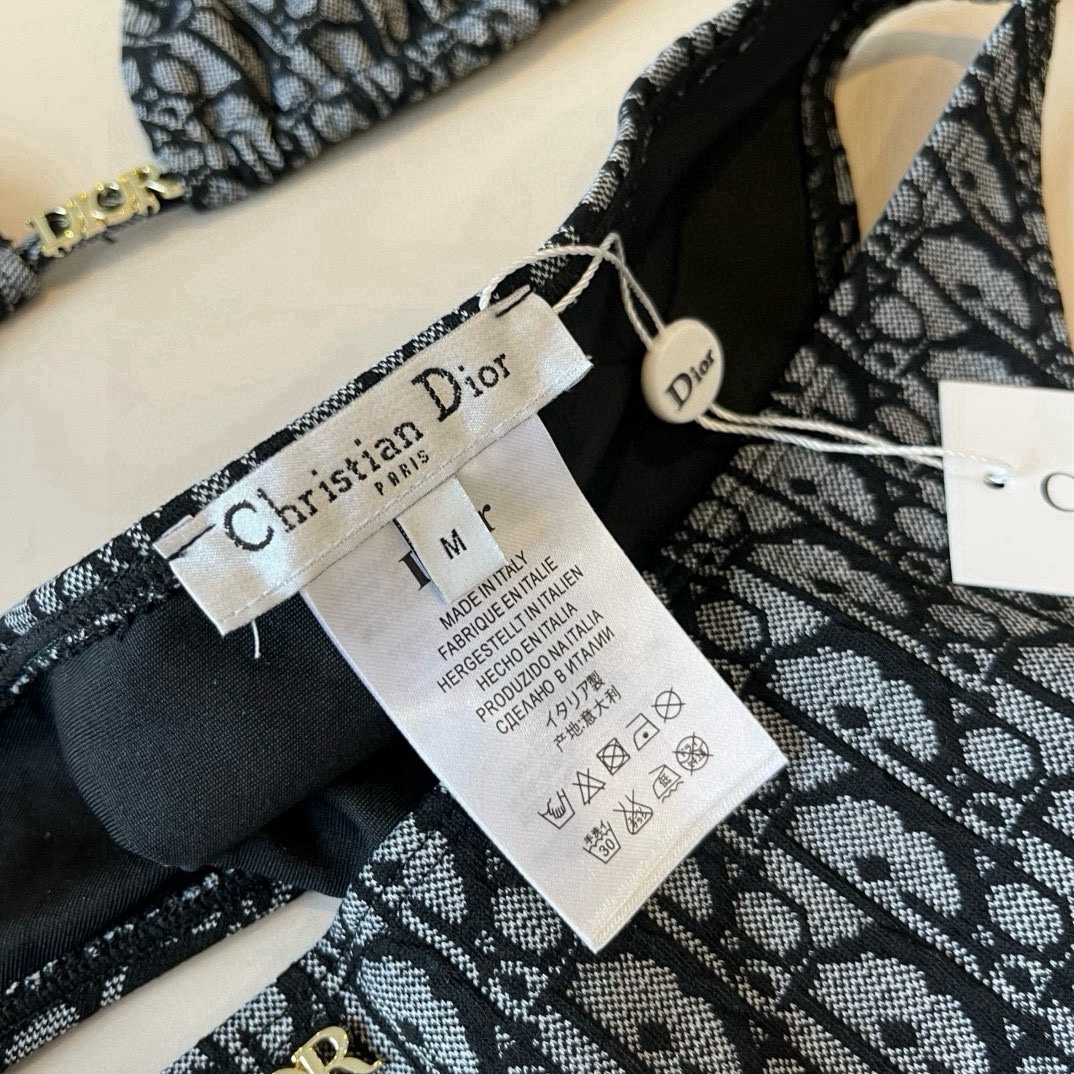 DIOR
Christian Dior
PARIS
Dior
M
MADE IN ITALY
FABRIQUE EN ITALIE
HERGESTELLT IN ITALIEN
HECHO EN ITALIA
PRODUZIDO NA ITALIA
СДЕЛАНО В ИТАЛИИ
イタリア製
产地:意大利
30